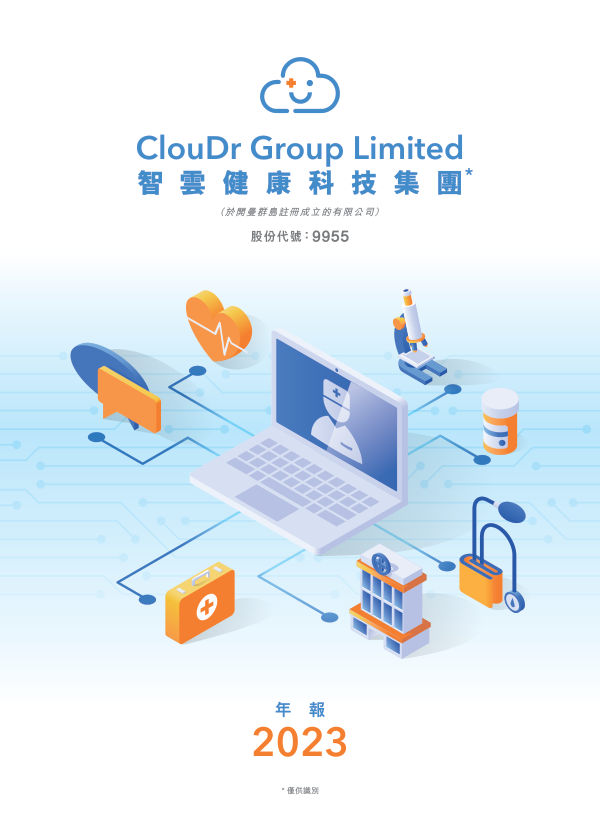 ClouDr Group Limited
智雲健康科技集團*
(於開曼群島註冊成立的有限公司)
股份代號：9955
年報
2023
* 僅供識別